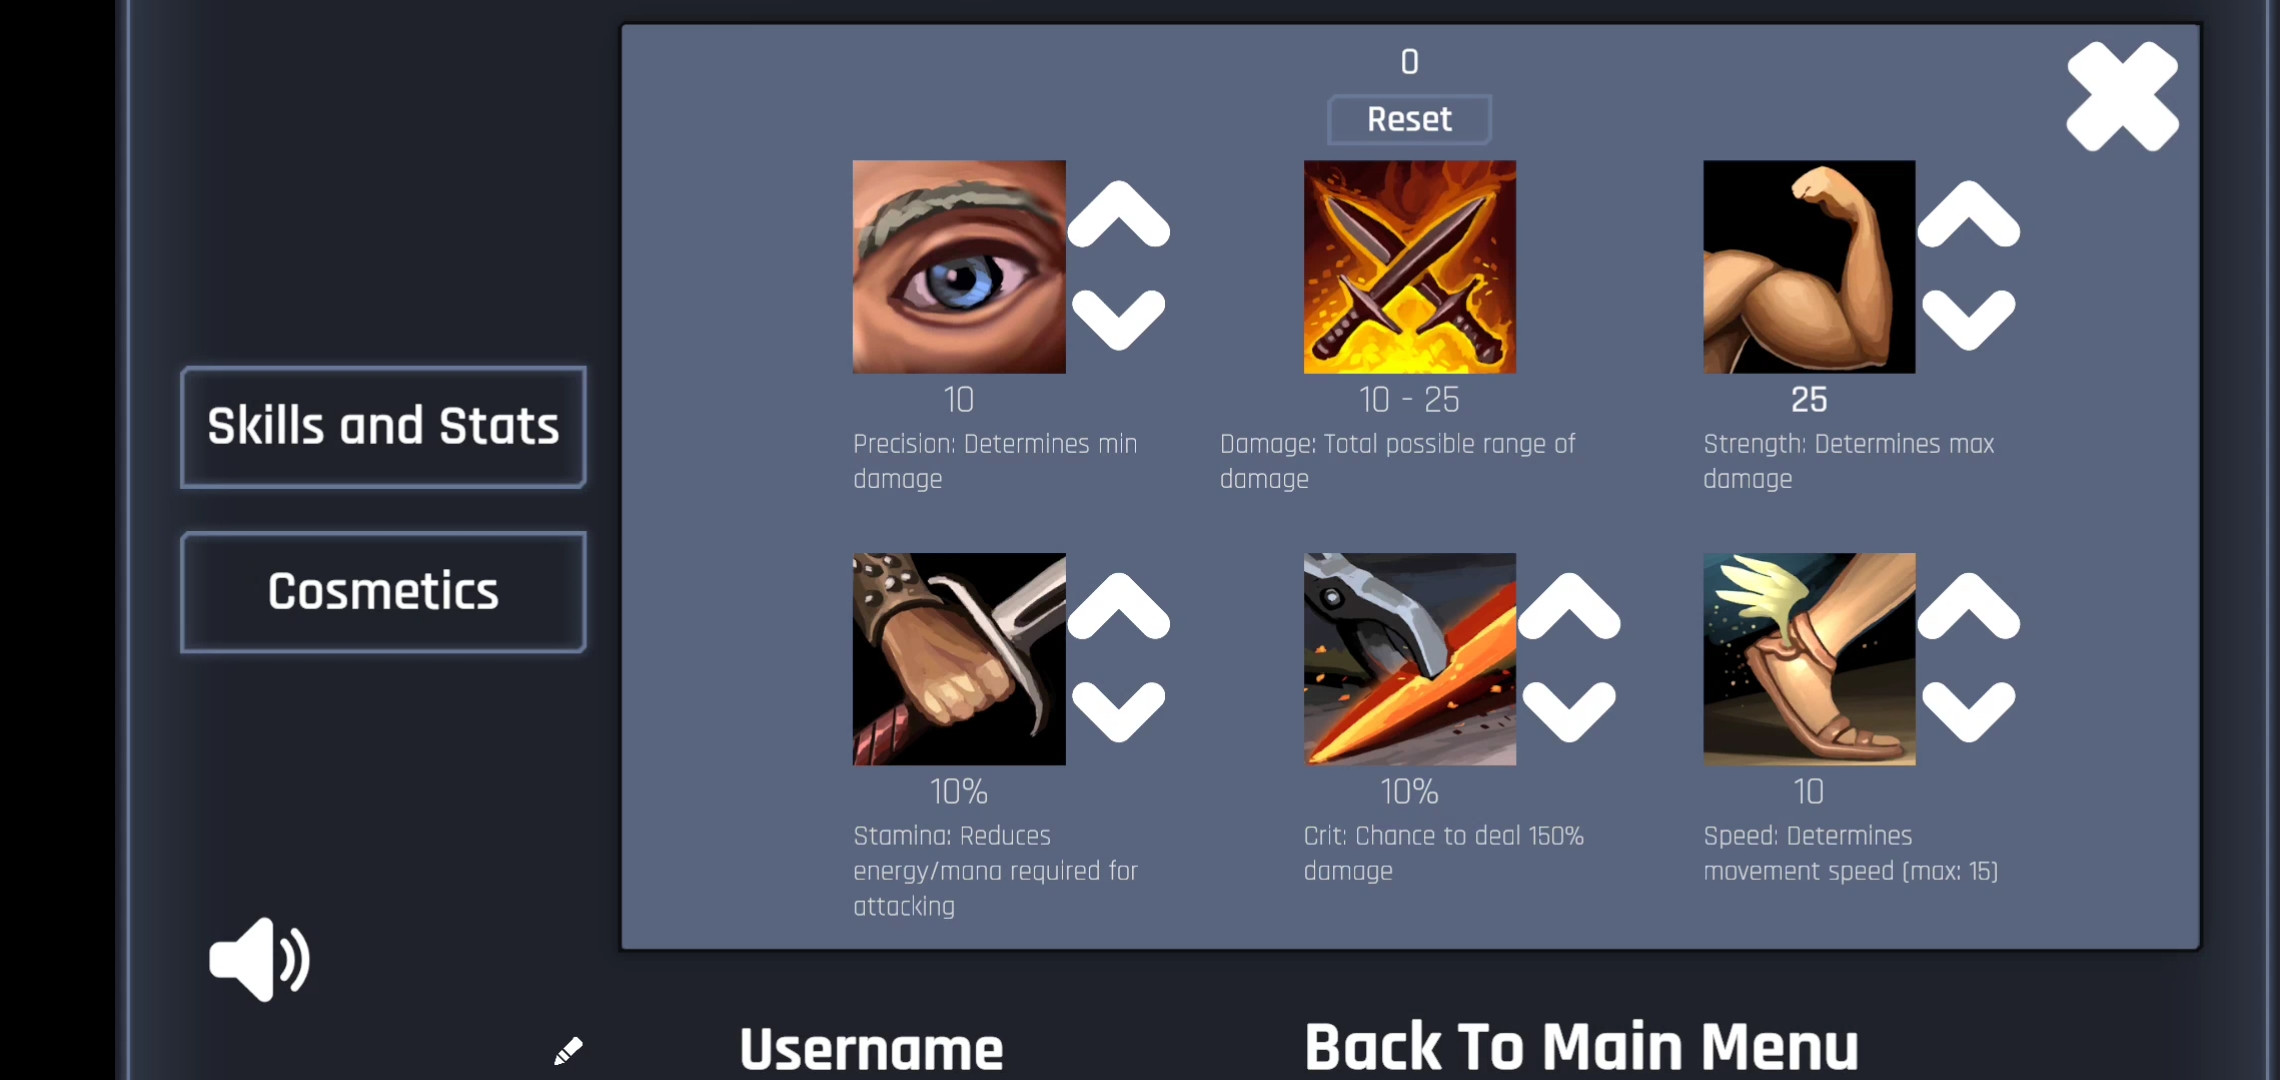 0
Reset
10
10 - 25
25
Precision: Determines min
damage
Damage: Total possible range of
damage
Strength: Determines max
damage
Skills and Stats
Cosmetics
10%
10%
10
Stamina: Reduces
energy/mana required for
attacking
Crit: Chance to deal 150%
damage
Speed: Determines
movement speed (max: 15)
Username
Back To Main Menu